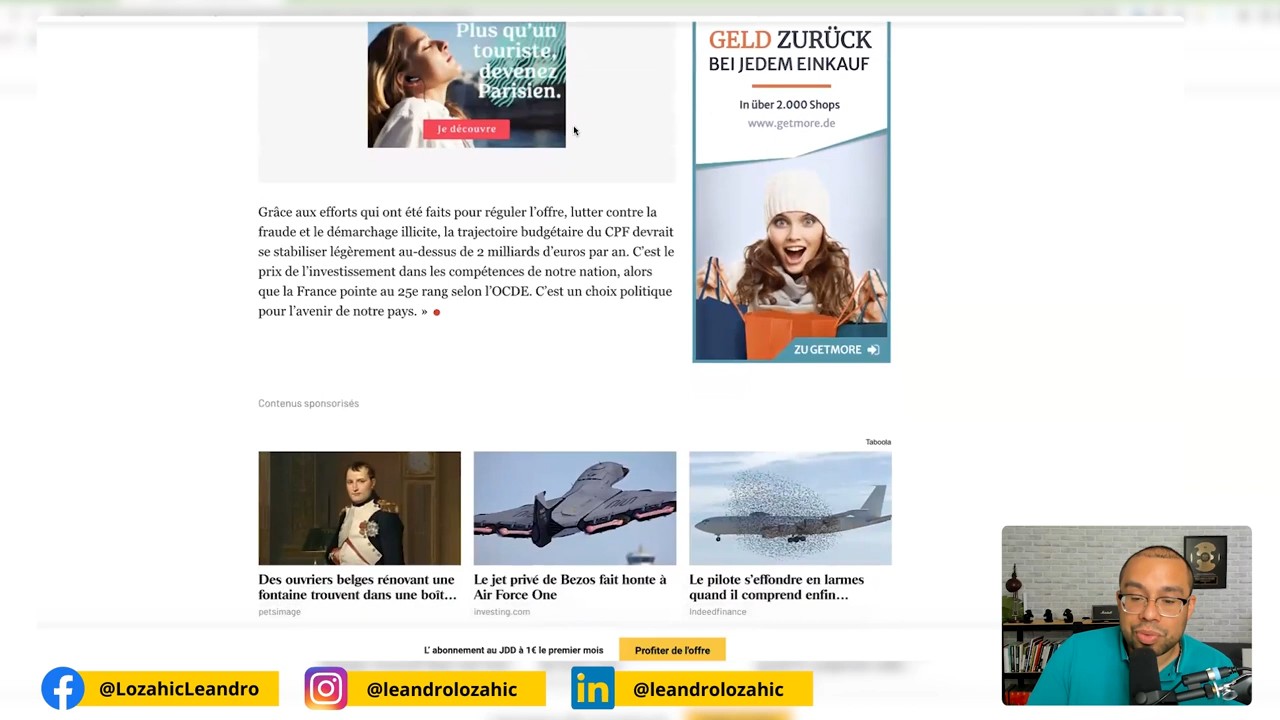 Plus qu'un
touriste,
devenez
Parisien.
Je découvre
GELD ZURÜCK
BEI JEDEM EINKAUF
In über 2.000 Shops
www.getmore.de
ZU GETMORE
Grâce aux efforts qui ont été faits pour réguler l'offre, lutter contre la
fraude et le démarchage illicite, la trajectoire budgétaire du CPF devrait
se stabiliser légèrement au-dessus de 2 milliards d'euros par an. C'est le
prix de l'investissement dans les compétences de notre nation, alors
que la France pointe au 25e rang selon l'OCDE. C'est un choix politique
pour l'avenir de notre pays. »
Contenus sponsorisés
Taboola
Des ouvriers belges rénovant une
fontaine trouvent dans une boît...
petsimage
Le jet privé de Bezos fait honte à
Air Force One
investing.com
Le pilote s'effondre en larmes
quand il comprend enfin...
Indeedfinance
L' abonnement au JDD à 1€ le premier mois
Profiter de l'offre
@LozahicLeandro
@leandrolozahic
in
@leandrolozahic